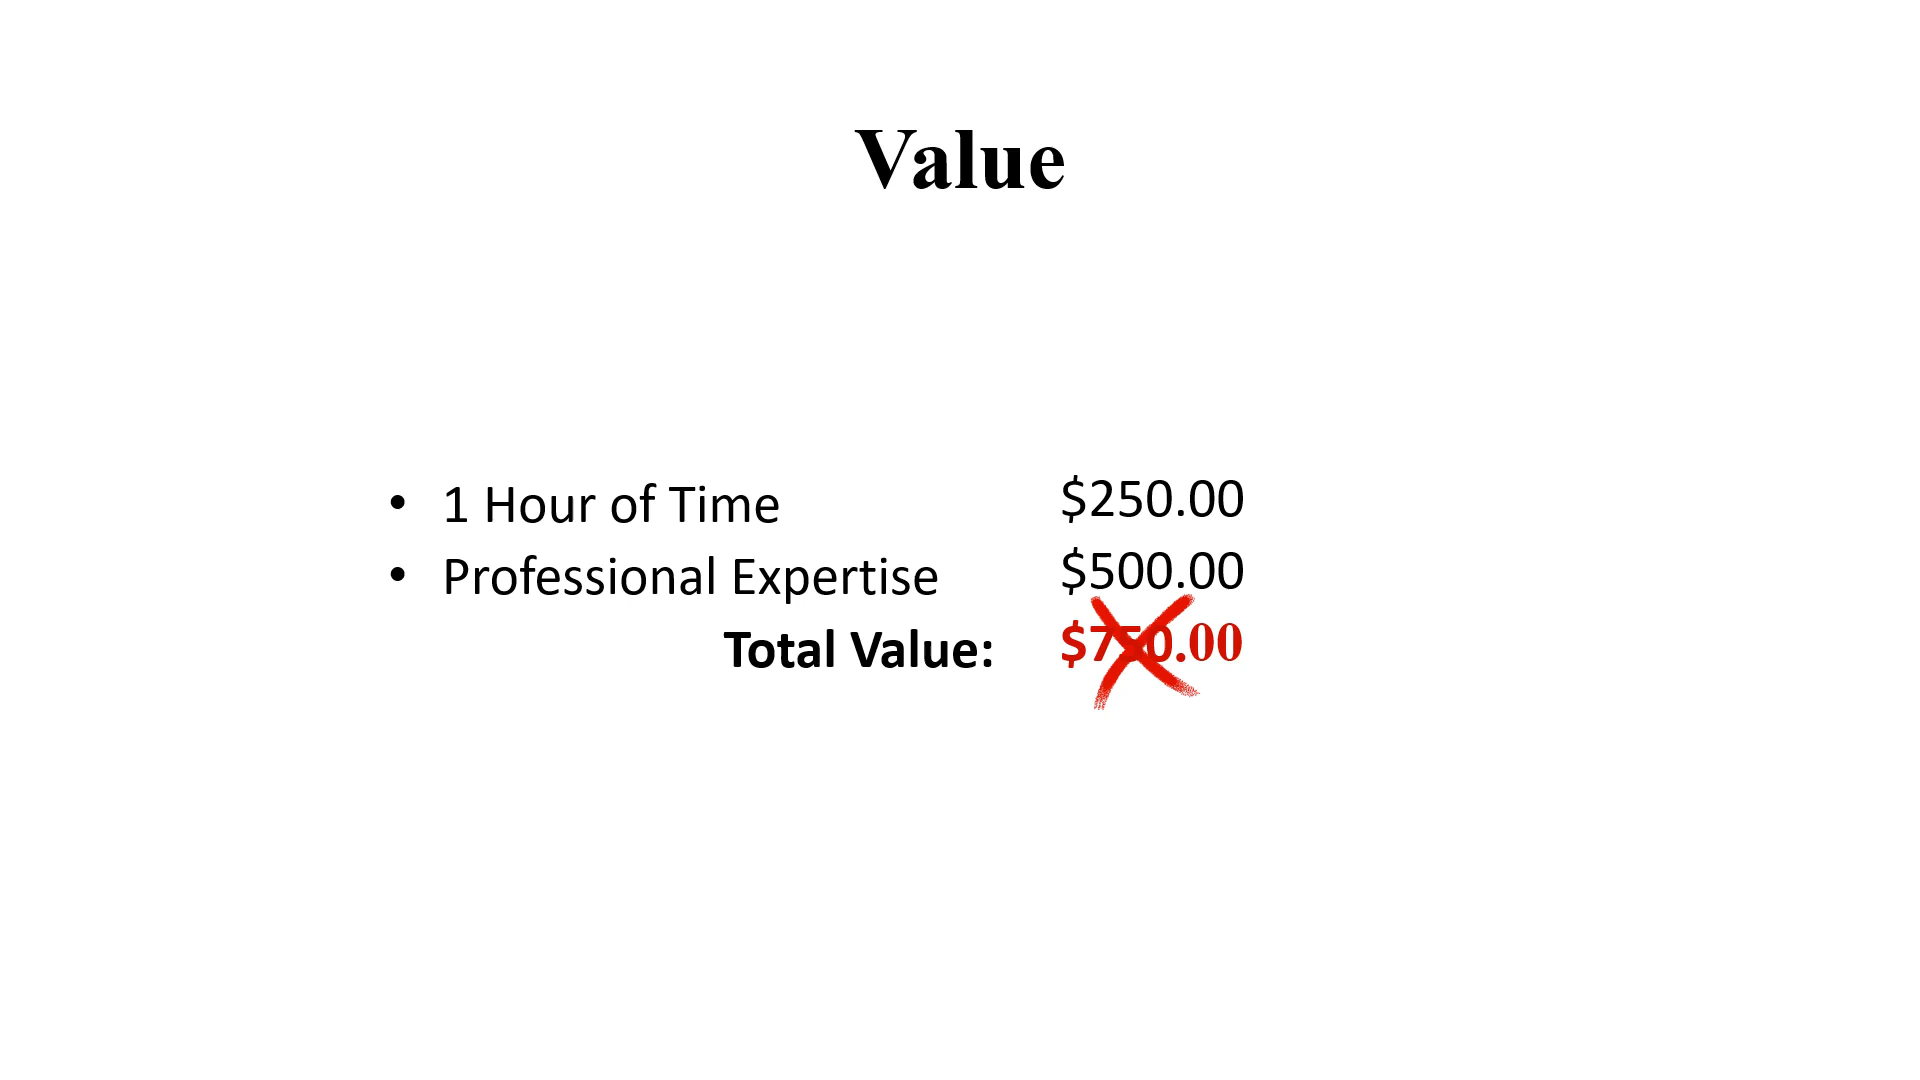 Value
• 1 Hour of Time $250.00
• Professional Expertise $500.00
Total Value: $750.00